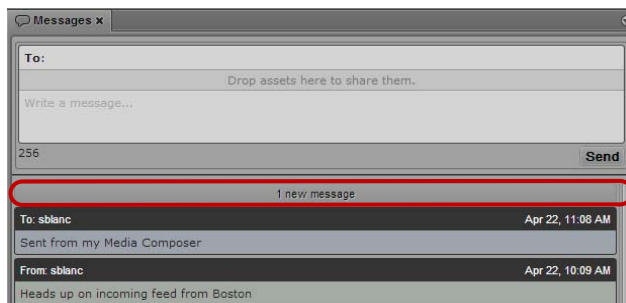 Messages x
To:
Drop assets here to share them.
Write a message...
256 Send
1 new message
To: sblanc Apr 22, 11:08 AM
Sent from my Media Composer
From: sblanc Apr 22, 10:09 AM
Heads up on incoming feed from Boston